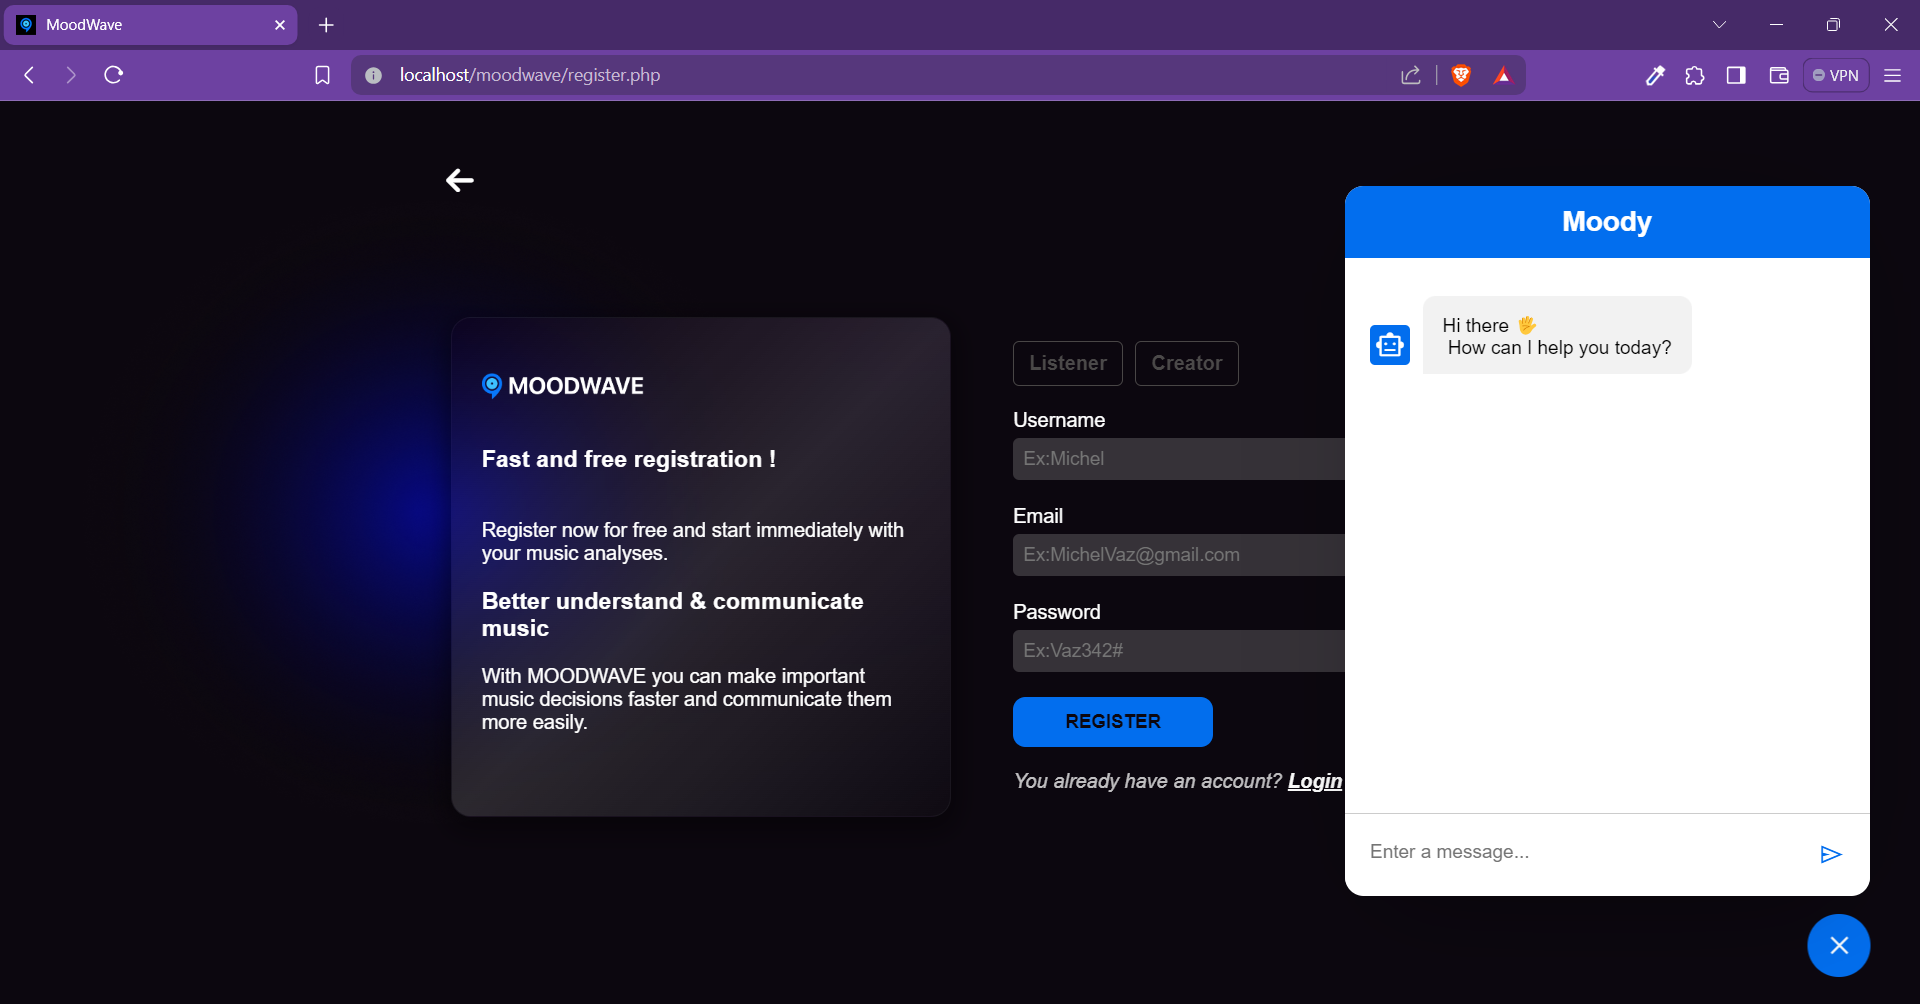 MoodWave
localhost/moodwave/register.php
VPN
MOODWAVE
Fast and free registration !
Register now for free and start immediately with
your music analyses.
Better understand & communicate
music
With MOODWAVE you can make important
music decisions faster and communicate them
more easily.
Listener
Creator
Username
Ex:Michel
Email
Ex:MichelVaz@gmail.com
Password
Ex:Vaz342#
REGISTER
You already have an account? Login
Moody
Hi there 🖐
How can I help you today?
Enter a message...